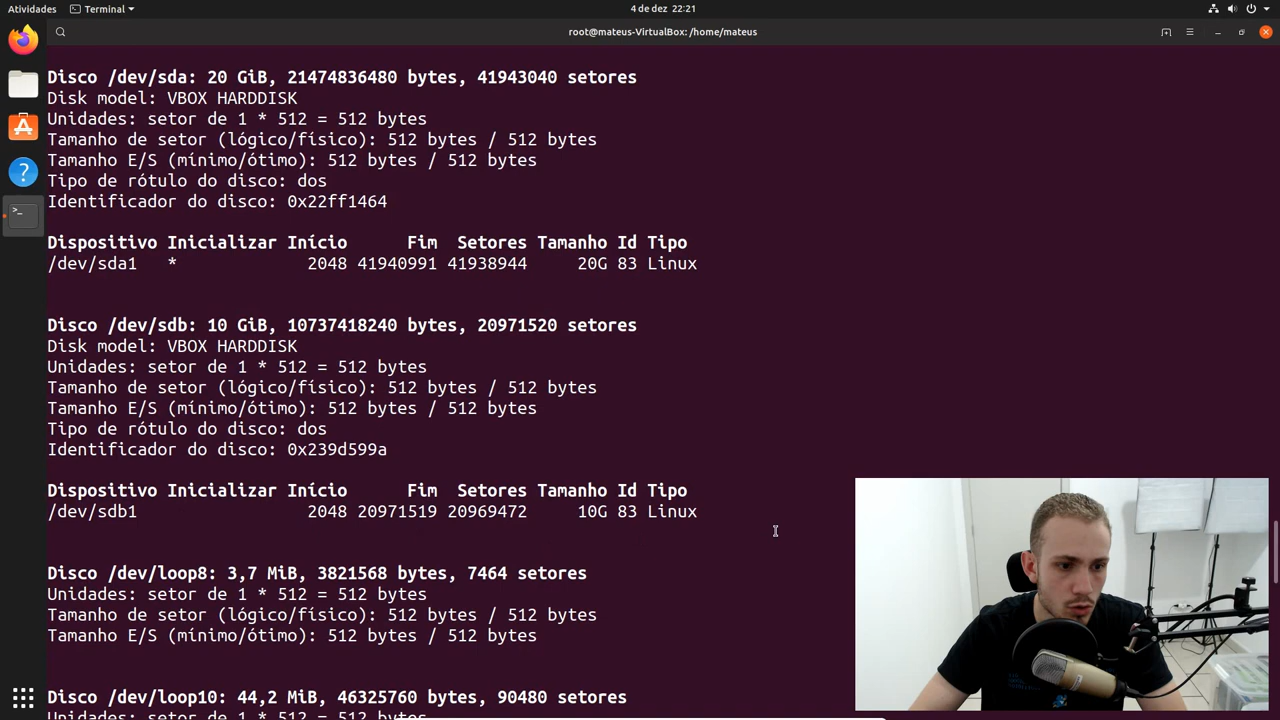 Atividades
Terminal
4 de dez 22:21
root@mateus-VirtualBox: /home/mateus
Disco /dev/sda: 20 GiB, 21474836480 bytes, 41943040 setores
Disk model: VBOX HARDDISK
Unidades: setor de 1 * 512 = 512 bytes
Tamanho de setor (lógico/físico): 512 bytes / 512 bytes
Tamanho E/S (mínimo/ótimo): 512 bytes / 512 bytes
Tipo de rótulo do disco: dos
Identificador do disco: 0x22ff1464
Dispositivo Inicializar Início Fim Setores Tamanho Id Tipo
/dev/sda1 * 2048 41940991 41938944 20G 83 Linux
Disco /dev/sdb: 10 GiB, 10737418240 bytes, 20971520 setores
Disk model: VBOX HARDDISK
Unidades: setor de 1 * 512 = 512 bytes
Tamanho de setor (lógico/físico): 512 bytes / 512 bytes
Tamanho E/S (mínimo/ótimo): 512 bytes / 512 bytes
Tipo de rótulo do disco: dos
Identificador do disco: 0x239d599a
Dispositivo Inicializar Início Fim Setores Tamanho Id Tipo
/dev/sdb1 2048 20971519 20969472 10G 83 Linux
Disco /dev/loop8: 3,7 MiB, 3821568 bytes, 7464 setores
Unidades: setor de 1 * 512 = 512 bytes
Tamanho de setor (lógico/físico): 512 bytes / 512 bytes
Tamanho E/S (mínimo/ótimo): 512 bytes / 512 bytes
Disco /dev/loop10: 44,2 MiB, 46325760 bytes, 90480 setores
Unidades: setor de 1 * 512 = 512 bytes